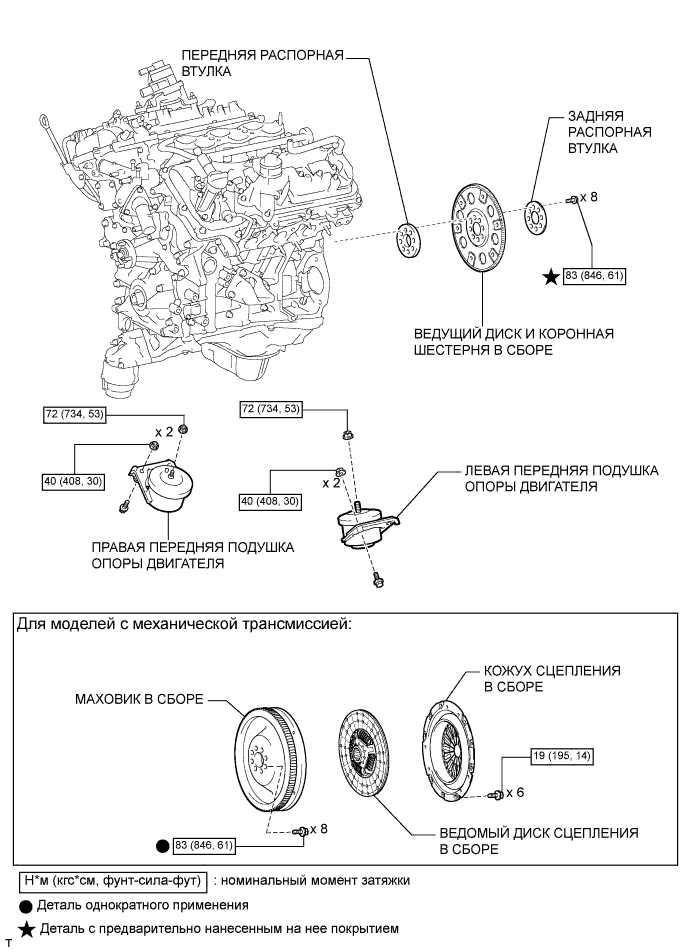 ПЕРЕДНЯЯ РАСПОРНАЯ
ВТУЛКА
ЗАДНЯЯ
РАСПОРНАЯ
ВТУЛКА
x 8
83 (846, 61)
ВЕДУЩИЙ ДИСК И КОРОННАЯ
ШЕСТЕРНЯ В СБОРЕ
72 (734, 53)
x 2
40 (408, 30)
72 (734, 53)
x 2
40 (408, 30)
ЛЕВАЯ ПЕРЕДНЯЯ ПОДУШКА
ОПОРЫ ДВИГАТЕЛЯ
ПРАВАЯ ПЕРЕДНЯЯ ПОДУШКА
ОПОРЫ ДВИГАТЕЛЯ
Для моделей с механической трансмиссией:
МАХОВИК В СБОРЕ
КОЖУХ СЦЕПЛЕНИЯ
В СБОРЕ
19 (195, 14)
x 6
x 8
83 (846, 61)
ВЕДОМЫЙ ДИСК СЦЕПЛЕНИЯ
В СБОРЕ
Н*м (кгс*см, фунт-сила-фут) : номинальный момент затяжки
Деталь однократного применения
Деталь с предварительно нанесенным на нее покрытием
T